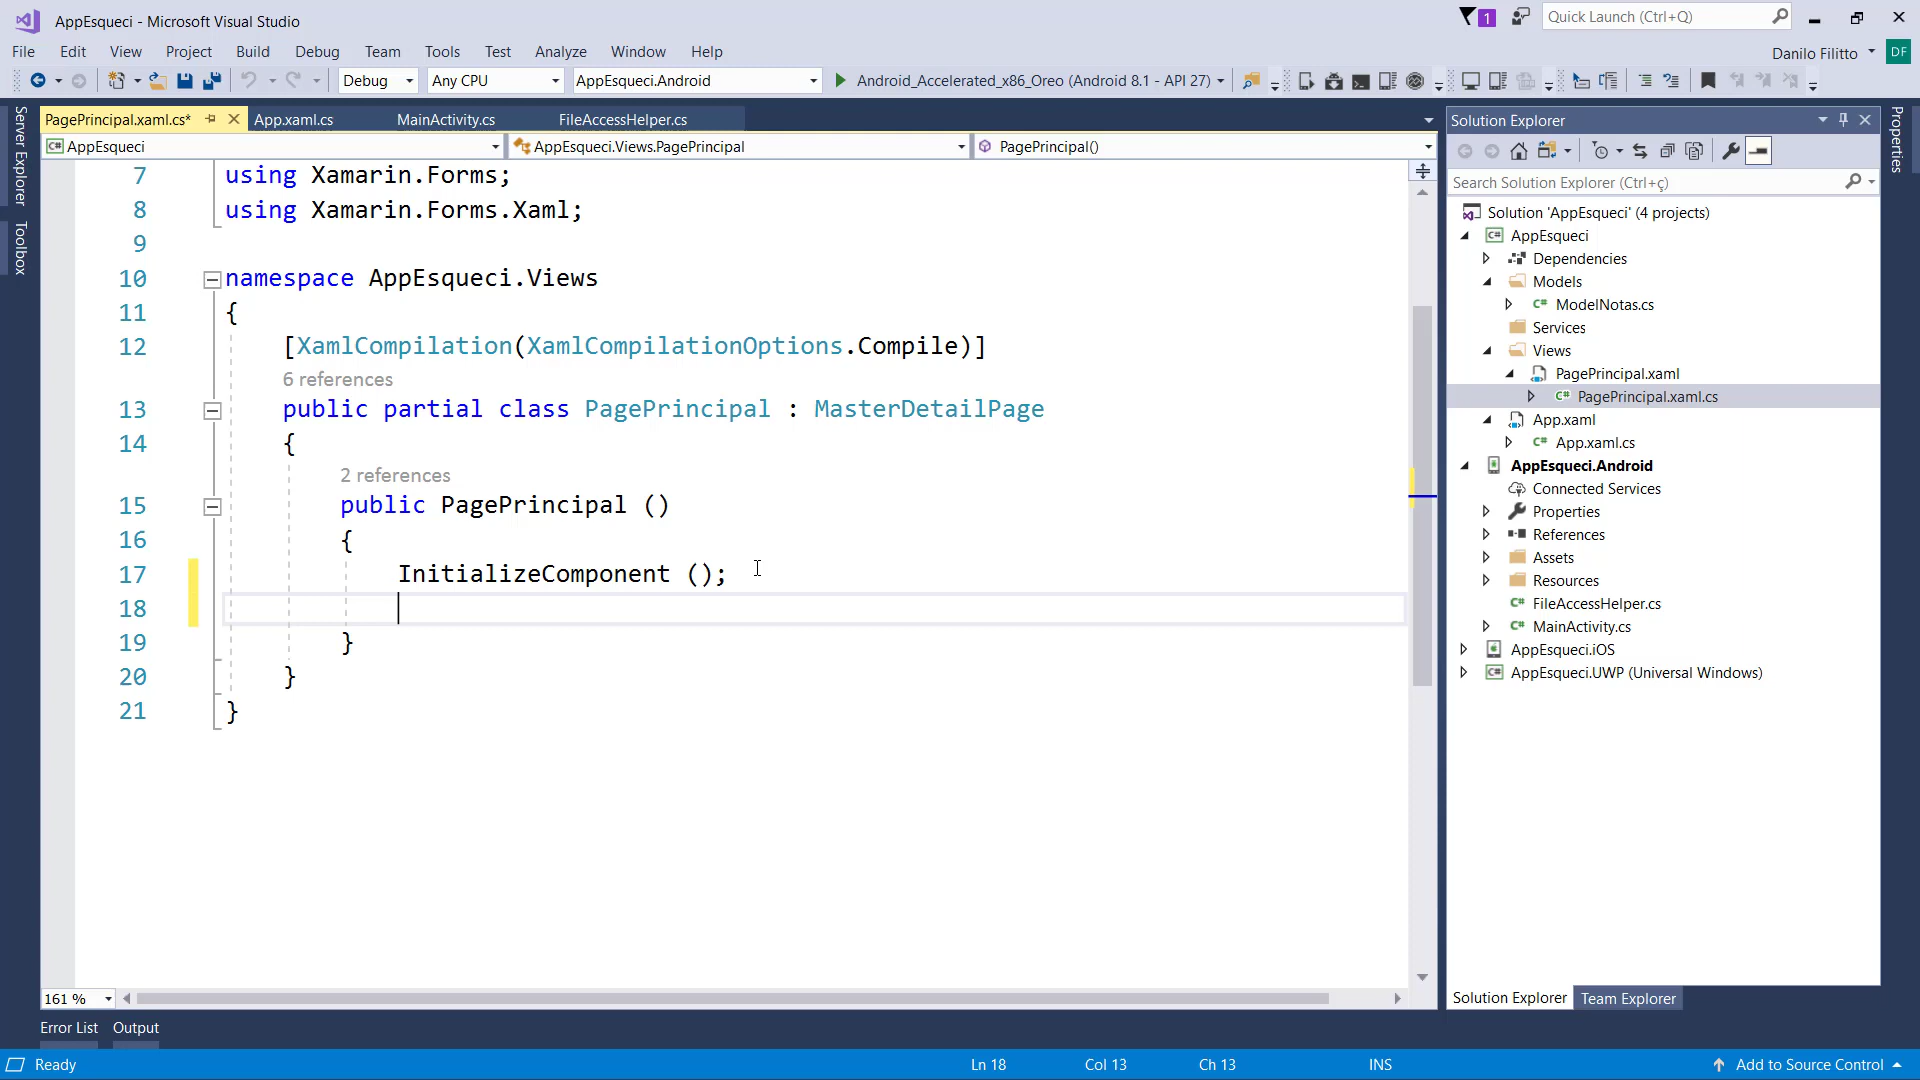 AppEsqueci - Microsoft Visual Studio
1
Quick Launch (Ctrl+Q)
File Edit View Project Build Debug Team Tools Test Analyze Window Help
Danilo Filitto
DF
Debug
Any CPU
AppEsqueci.Android
Android_Accelerated_x86_Oreo (Android 8.1 - API 27)
Server Explorer
Toolbox
PagePrincipal.xaml.cs*
App.xaml.cs
MainActivity.cs
FileAccessHelper.cs
AppEsqueci
AppEsqueci.Views.PagePrincipal
PagePrincipal()
7 using Xamarin.Forms;
8 using Xamarin.Forms.Xaml;
9
10 namespace AppEsqueci.Views
11 {
12 [XamlCompilation(XamlCompilationOptions.Compile)]
6 references
13 public partial class PagePrincipal : MasterDetailPage
14 {
2 references
15 public PagePrincipal ()
16 {
17 InitializeComponent ();
18
19 }
20 }
21 }
161 %
Solution Explorer
Search Solution Explorer (Ctrl+ç)
Solution 'AppEsqueci' (4 projects)
C# AppEsqueci
Dependencies
Models
C# ModelNotas.cs
Services
Views
PagePrincipal.xaml
C# PagePrincipal.xaml.cs
App.xaml
C# App.xaml.cs
AppEsqueci.Android
Connected Services
Properties
References
Assets
Resources
C# FileAccessHelper.cs
C# MainActivity.cs
AppEsqueci.iOS
C# AppEsqueci.UWP (Universal Windows)
Solution Explorer
Team Explorer
Properties
Error List
Output
Ready
Ln 18
Col 13
Ch 13
INS
Add to Source Control